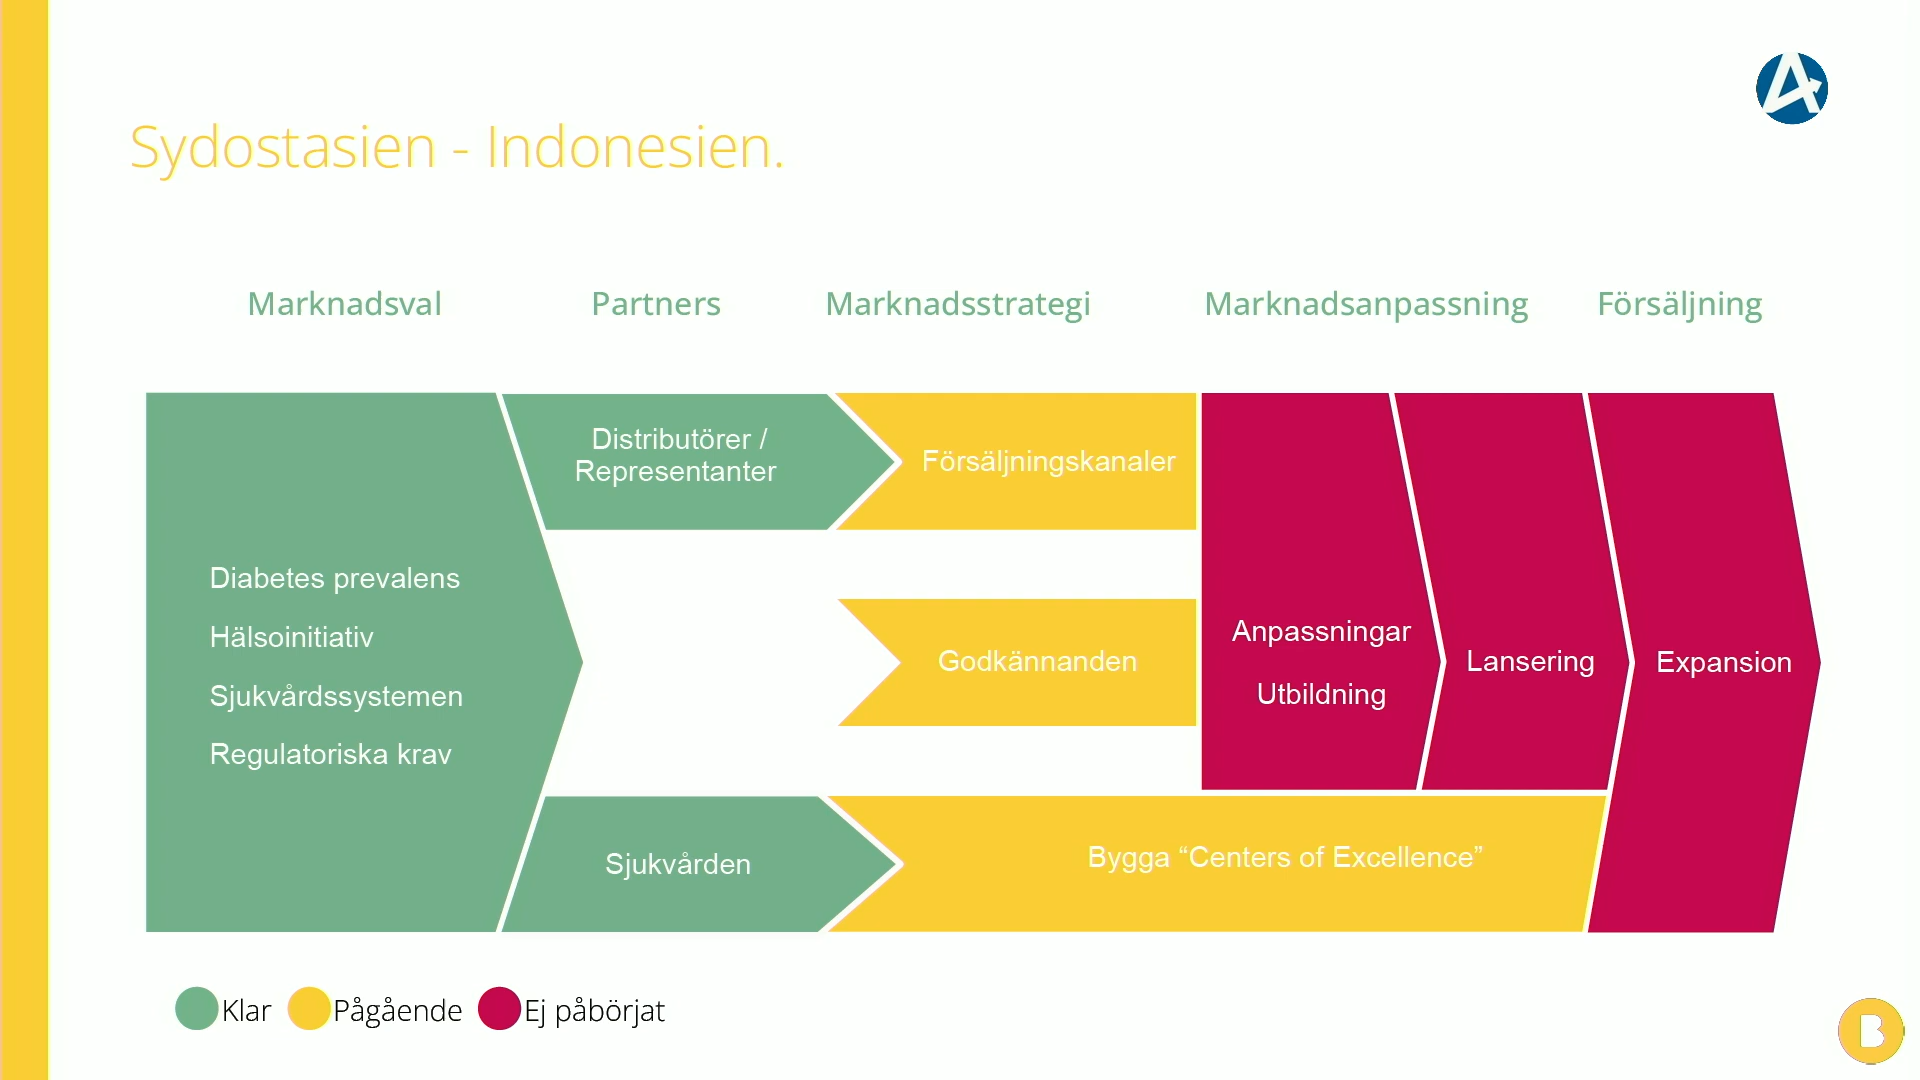 Sydostasien - Indonesien.
Marknadsval
Partners
Marknadsstrategi
Marknadsanpassning
Försäljning
Diabetes prevalens
Hälsoinitiativ
Sjukvårdssystemen
Regulatoriska krav
Distributörer /
Representanter
Försäljningskanaler
Godkännanden
Anpassningar
Utbildning
Lansering
Expansion
Sjukvården
Bygga “Centers of Excellence”
Klar
Pågående
Ej påbörjat
B